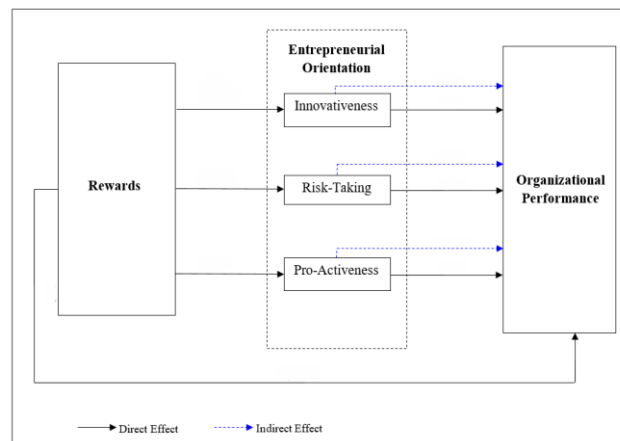 Entrepreneurial
Orientation
Innovativeness
Rewards
Risk-Taking
Organizational
Performance
Pro-Activeness
Direct Effect
Indirect Effect